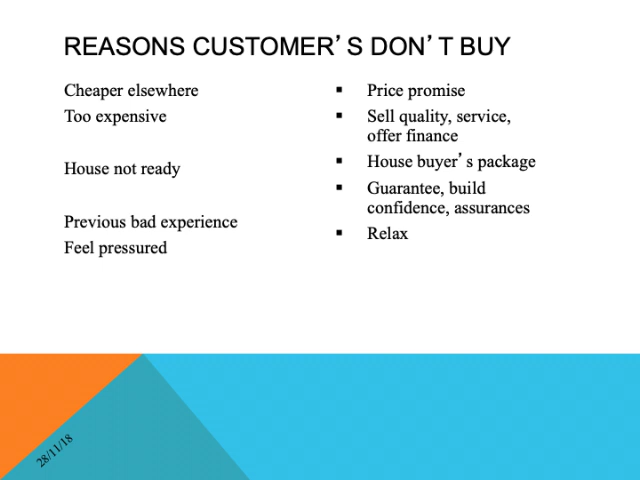 REASONS CUSTOMER’S DON’T BUY
Cheaper elsewhere
Too expensive
House not ready
Previous bad experience
Feel pressured
▪ Price promise
▪ Sell quality, service,
offer finance
▪ House buyer’s package
▪ Guarantee, build
confidence, assurances
▪ Relax
28/11/18